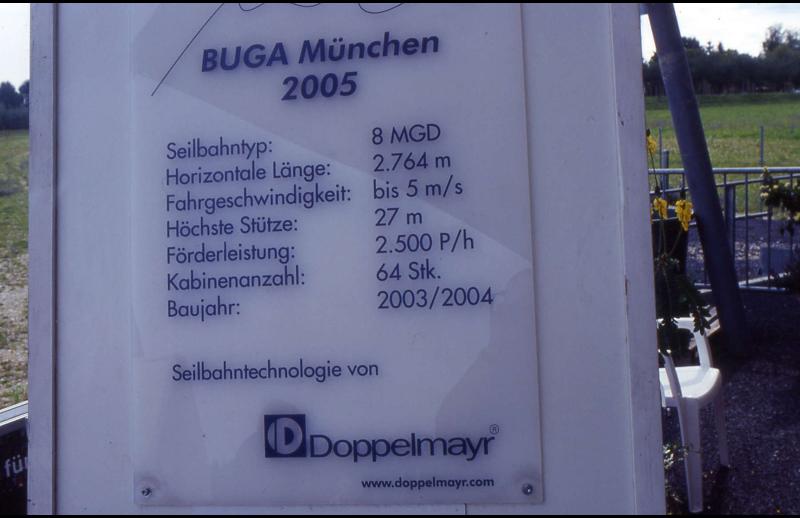 BUGA München
2005
Seilbahntyp: 8 MGD
Horizontale Länge: 2.764 m
Fahrgeschwindigkeit: bis 5 m/s
Höchste Stütze: 27 m
Förderleistung: 2.500 P/h
Kabinenanzahl: 64 Stk.
Baujahr: 2003/2004
Seilbahntechnologie von
Doppelmayr®
www.doppelmayr.com
für